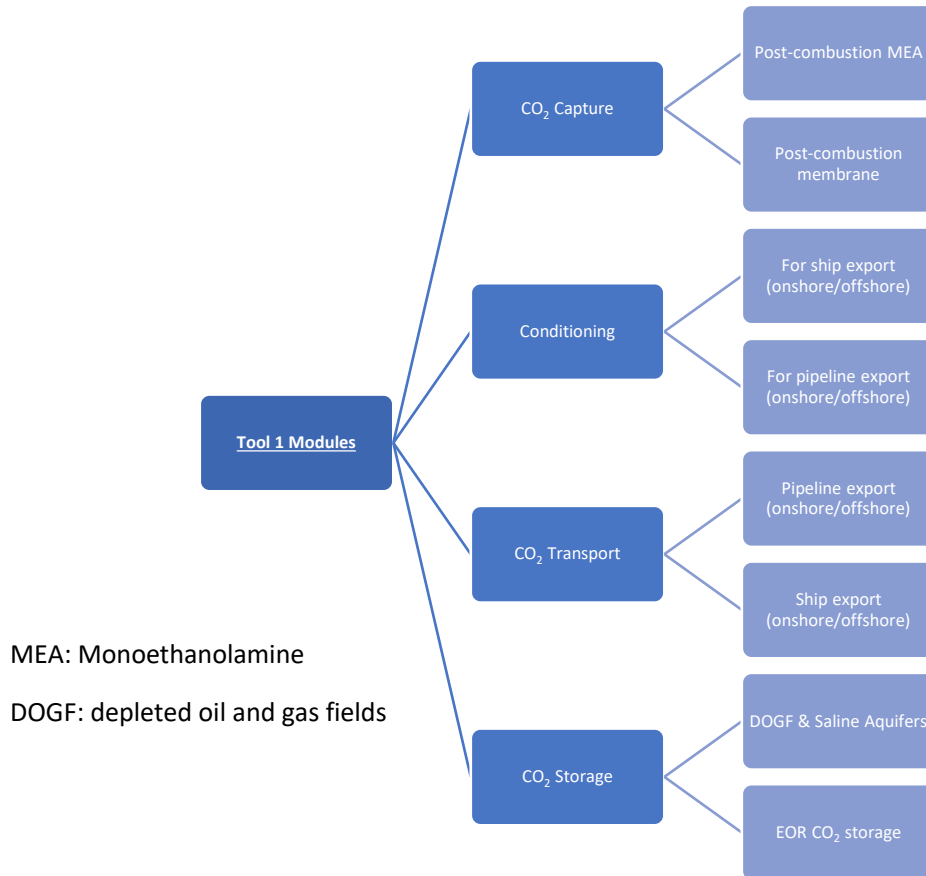 Post-combustion MEA
CO₂ Capture
Post-combustion
membrane
For ship export
(onshore/offshore)
Conditioning
For pipeline export
(onshore/offshore)
Tool 1 Modules
Pipeline export
(onshore/offshore)
CO₂ Transport
Ship export
(onshore/offshore)
MEA: Monoethanolamine
DOGF: depleted oil and gas fields
DOGF & Saline Aquifers
CO₂ Storage
EOR CO₂ storage